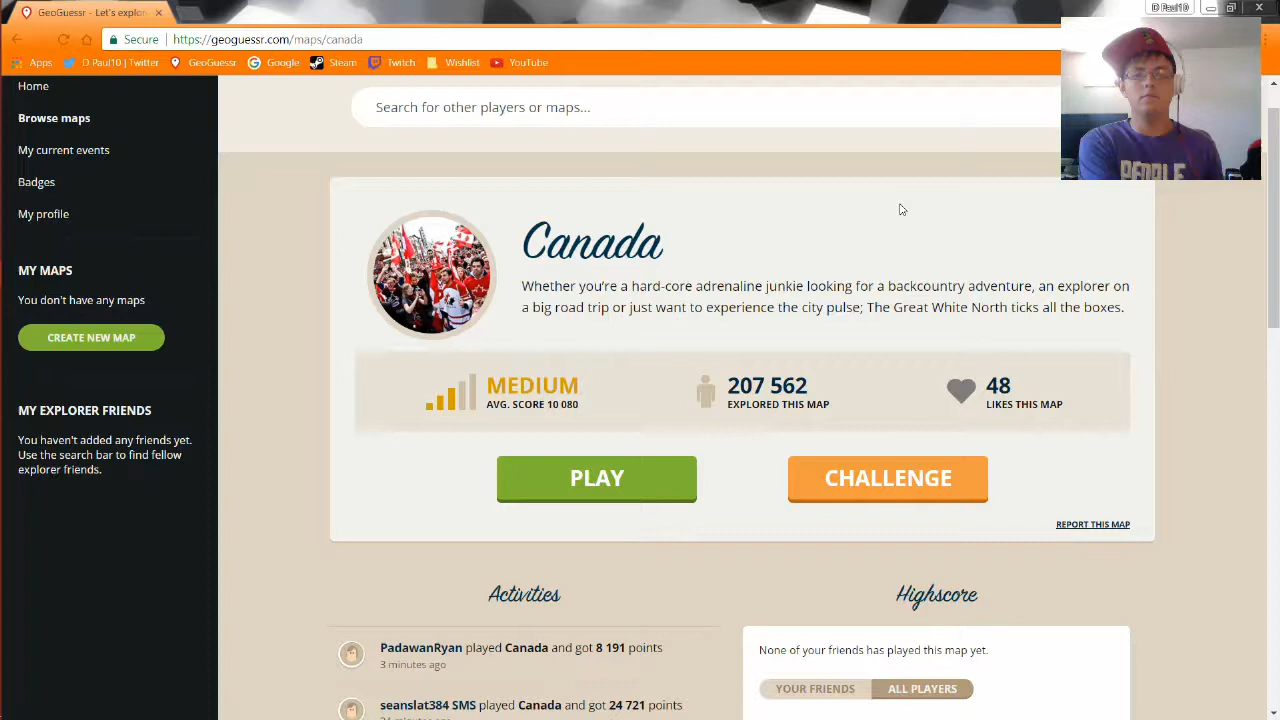 GeoGuessr - Let's explor
D Paul10
Secure
https://geoguessr.com/maps/canada
Apps
D Paul10 | Twitter
GeoGuessr
Google
Steam
Twitch
Wishlist
YouTube
Home
Browse maps
My current events
Badges
My profile
MY MAPS
You don't have any maps
CREATE NEW MAP
MY EXPLORER FRIENDS
You haven't added any friends yet.
Use the search bar to find fellow
explorer friends.
Search for other players or maps...
PEOPLE
Canada
Whether you're a hard-core adrenaline junkie looking for a backcountry adventure, an explorer on
a big road trip or just want to experience the city pulse; The Great White North ticks all the boxes.
MEDIUM
AVG. SCORE 10 080
207 562
EXPLORED THIS MAP
48
LIKES THIS MAP
PLAY
CHALLENGE
REPORT THIS MAP
Activities
PadawanRyan played Canada and got 8 191 points
3 minutes ago
seanslat384 SMS played Canada and got 24 721 points
Highscore
None of your friends has played this map yet.
YOUR FRIENDS
ALL PLAYERS